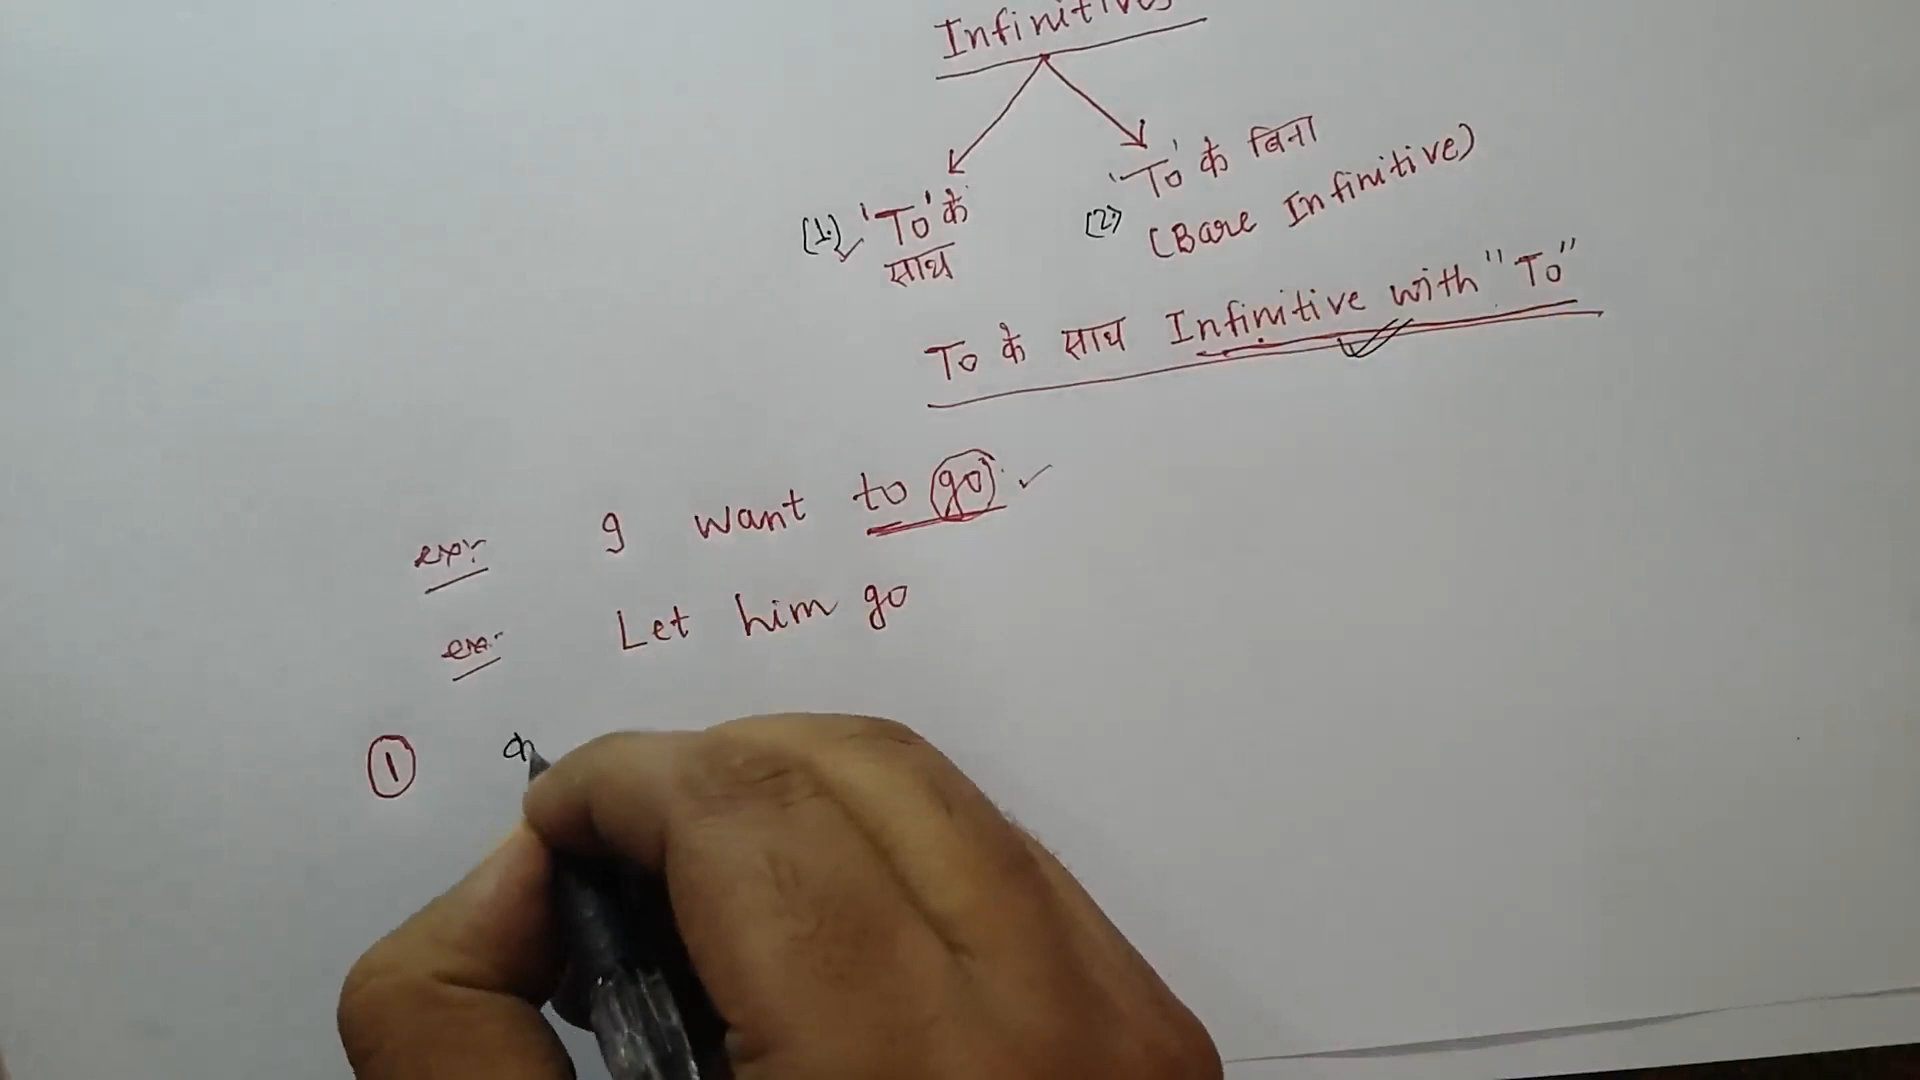 Infinitives
(1.) 'To' के
साथ
(2) 'To' के बिना
(Bare Infinitive)
To के साथ Infinitive with "To"
ex:- I want to go.
ex:- Let him go
1